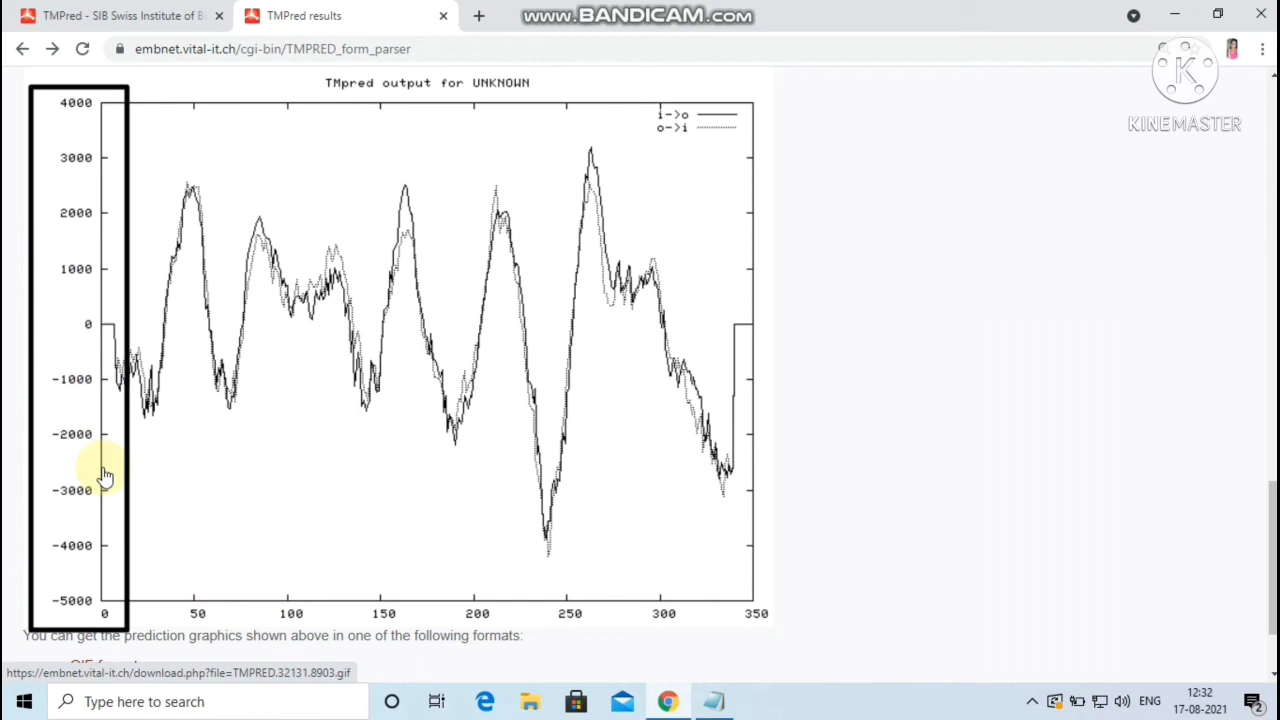 TMPred - SIB Swiss Institute of Bi
TMPred results
www.BANDICAM.com
embnet.vital-it.ch/cgi-bin/TMPRED_form_parser
K
KINEMASTER
TMpred output for UNKNOWN
i->o
o->i
4000
3000
2000
1000
0
-1000
-2000
-3000
-4000
-5000
0 50 100 150 200 250 300 350
You can get the prediction graphics shown above in one of the following formats:
https://embnet.vital-it.ch/download.php?file=TMPRED.32131.8903.gif
Type here to search
ENG
12:32
17-08-2021
2